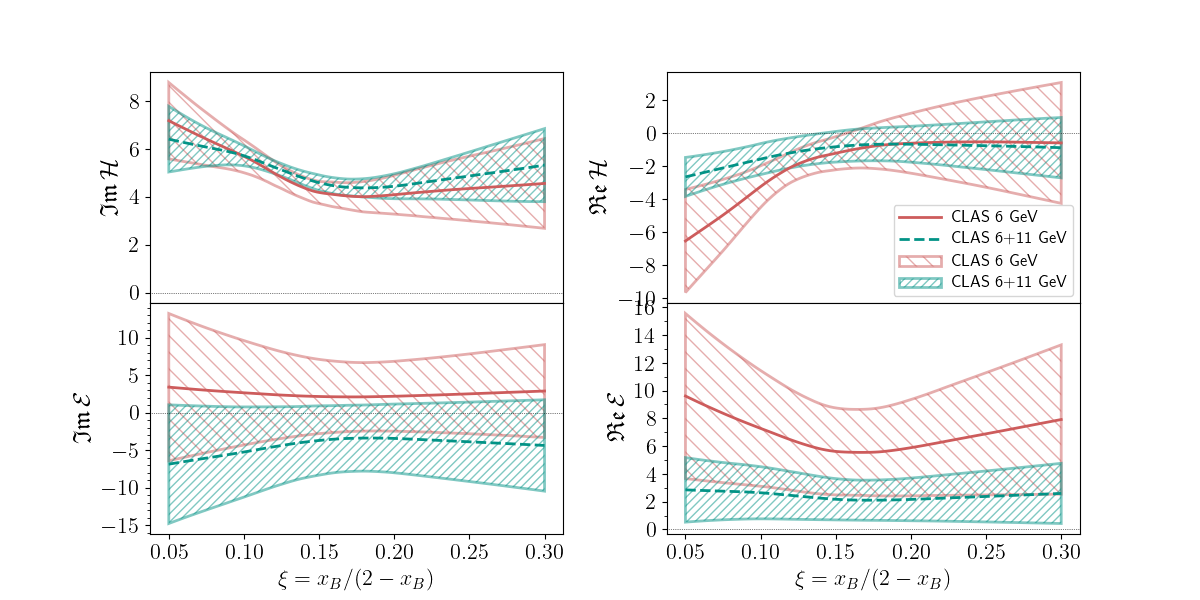 8
6
4
2
0
ℑ𝔪 ℋ
2
0
−2
−4
−6
−8
−10
ℜ𝔢 ℋ
CLAS 6 GeV
CLAS 6+11 GeV
CLAS 6 GeV
CLAS 6+11 GeV
10
5
0
−5
−10
−15
ℑ𝔪 ℰ
16
14
12
10
8
6
4
2
0
ℜ𝔢 ℰ
0.05 0.10 0.15 0.20 0.25 0.30
ξ = x_B/(2 − x_B)
0.05 0.10 0.15 0.20 0.25 0.30
ξ = x_B/(2 − x_B)